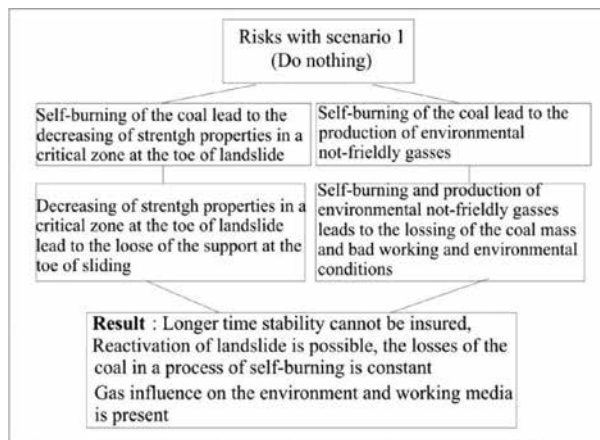 Risks with scenario 1
(Do nothing)
Self-burning of the coal lead to the
decreasing of strentgh properties in a
critical zone at the toe of landslide
Self-burning of the coal lead to the
production of environmental
not-frieldly gasses
Decreasing of strentgh properties in a
critical zone at the toe of landslide
lead to the loose of the support at the
toe of sliding
Self-burning and production of
environmental not-frieldly gasses
leads to the lossing of the coal mass
and bad working and environmental
conditions
Result : Longer time stability cannot be insured,
Reactivation of landslide is possible, the losses of the
coal in a process of self-burning is constant
Gas influence on the environment and working media
is present